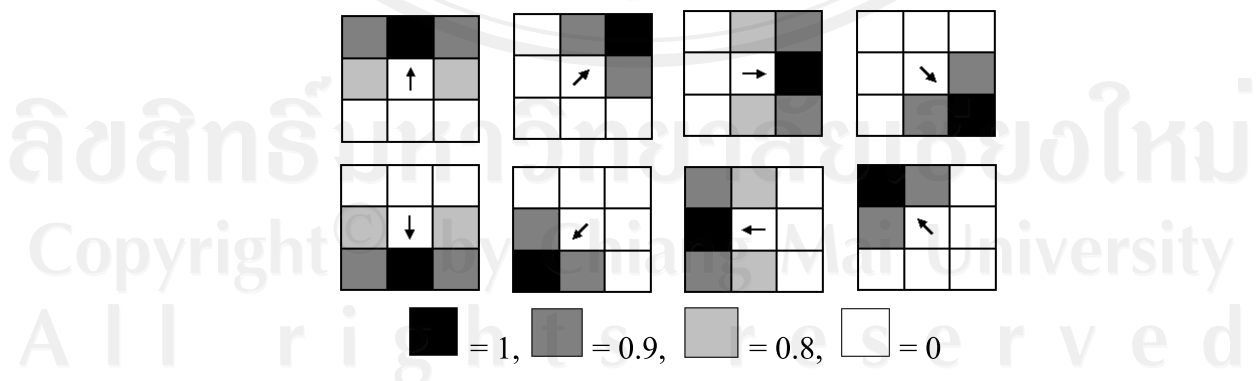 ลิขสิทธิ์มหาวิทยาลัยเชียงใหม่
Copyright© by Chiang Mai University
All rights reserved
= 1, = 0.9, = 0.8, = 0